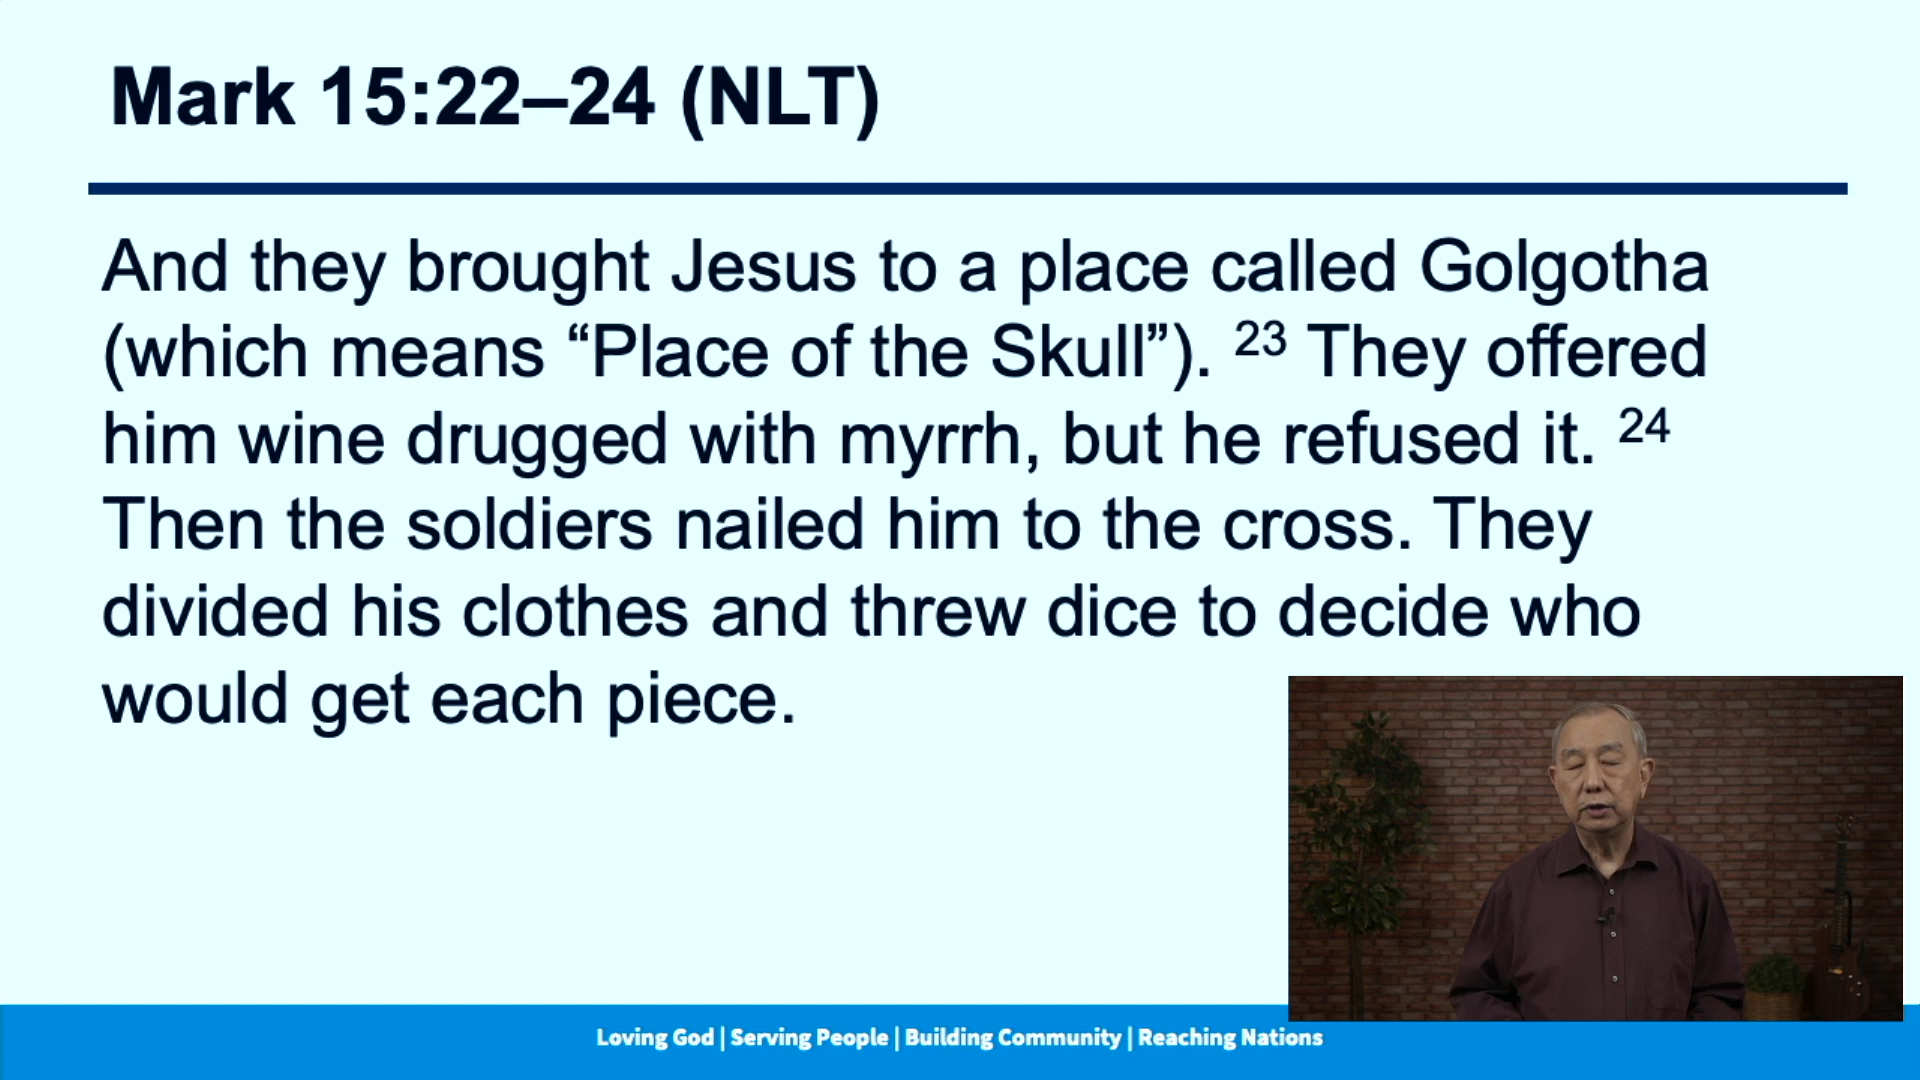 Mark 15:22–24 (NLT)
And they brought Jesus to a place called Golgotha
(which means “Place of the Skull”). 23 They offered
him wine drugged with myrrh, but he refused it. 24
Then the soldiers nailed him to the cross. They
divided his clothes and threw dice to decide who
would get each piece.
Loving God | Serving People | Building Community | Reaching Nations